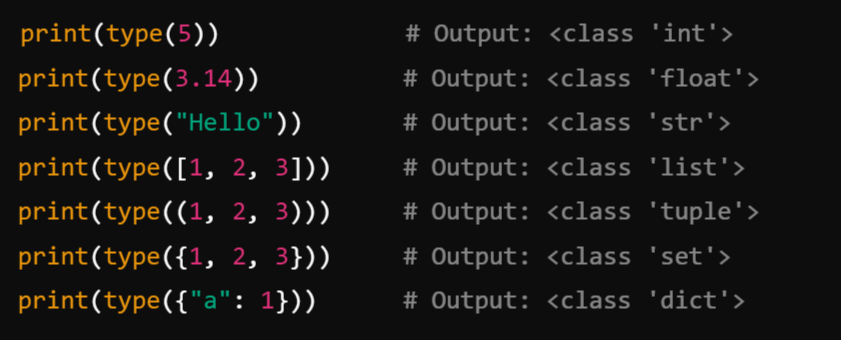 print(type(5))             # Output: <class 'int'>
print(type(3.14))          # Output: <class 'float'>
print(type("Hello"))       # Output: <class 'str'>
print(type([1, 2, 3]))     # Output: <class 'list'>
print(type((1, 2, 3)))     # Output: <class 'tuple'>
print(type({1, 2, 3}))     # Output: <class 'set'>
print(type({"a": 1}))      # Output: <class 'dict'>